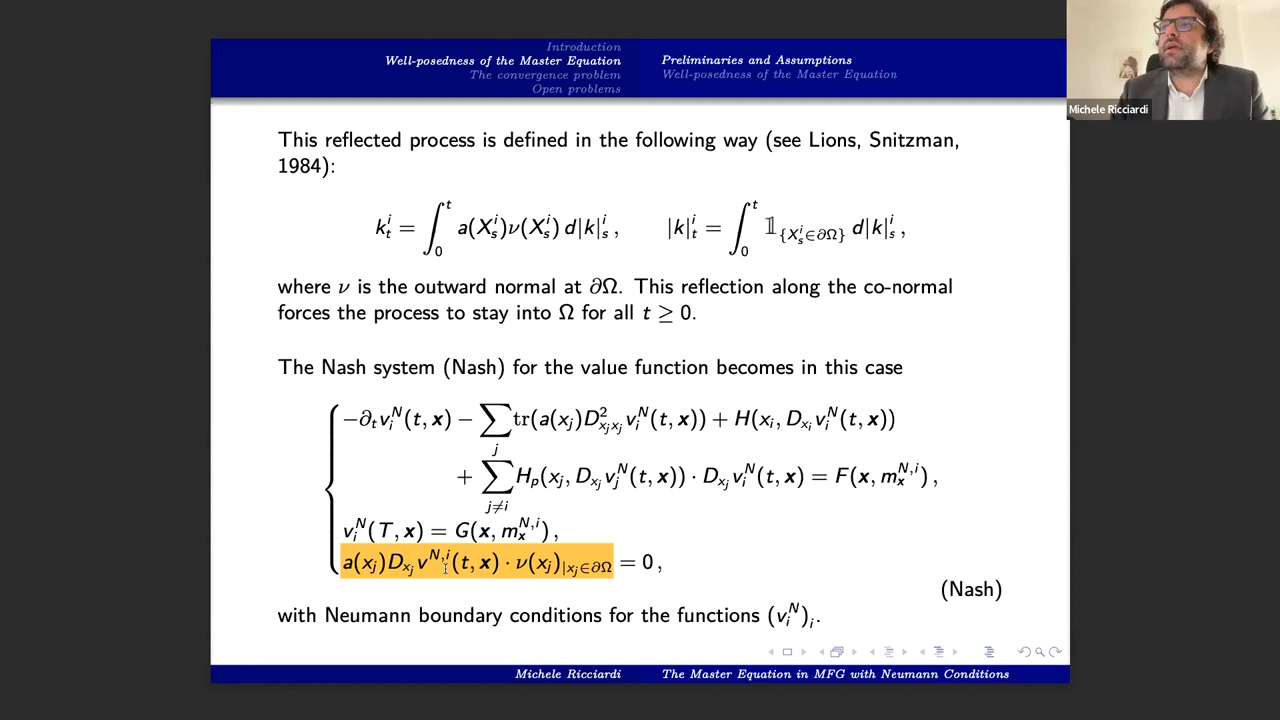 Introduction
Well-posedness of the Master Equation
The convergence problem
Open problems
Preliminaries and Assumptions
Well-posedness of the Master Equation
Michele Ricciardi
This reflected process is defined in the following way (see Lions, Snitzman,
1984):
k_t^i = ∫_0^t a(X_s^i)ν(X_s^i) d|k|_s^i , |k|_t^i = ∫_0^t 𝟙_{X_s^i∈∂Ω} d|k|_s^i ,
where ν is the outward normal at ∂Ω. This reflection along the co-normal
forces the process to stay into Ω for all t ≥ 0.
The Nash system (Nash) for the value function becomes in this case
−∂_t v_i^N(t, x) − ∑_j tr(a(x_j)D²_{x_j x_j} v_i^N(t, x)) + H(x_i, D_{x_i} v_i^N(t, x))
+ ∑_{j≠i} H_p(x_j, D_{x_j} v_j^N(t, x)) · D_{x_j} v_i^N(t, x) = F(x, m_x^{N,i}) ,
v_i^N(T, x) = G(x, m_x^{N,i}) ,
a(x_j)D_{x_j} v^{N,i}(t, x) · ν(x_j)_{|x_j∈∂Ω} = 0 ,
(Nash)
with Neumann boundary conditions for the functions (v_i^N)_i.
Michele Ricciardi The Master Equation in MFG with Neumann Conditions